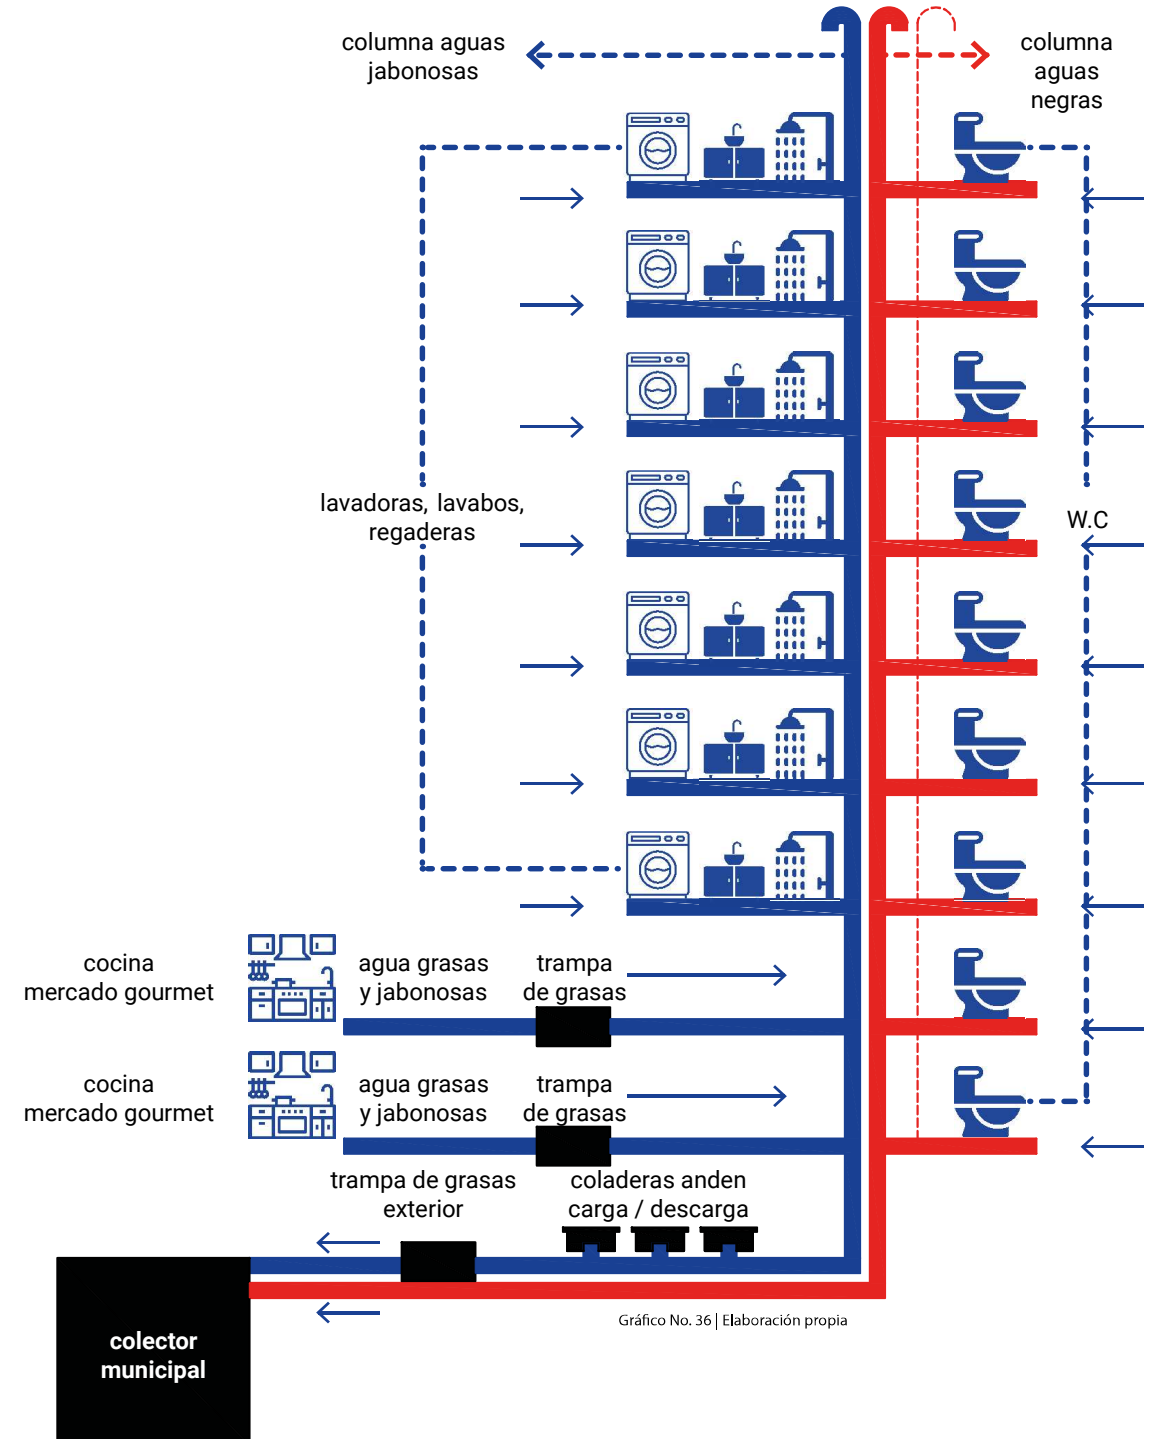 columna aguas
jabonosas
columna
aguas
negras
lavadoras, lavabos,
regaderas
W.C
cocina
mercado gourmet
agua grasas
y jabonosas
trampa
de grasas
cocina
mercado gourmet
agua grasas
y jabonosas
trampa
de grasas
trampa de grasas
exterior
coladeras anden
carga / descarga
Gráfico No. 36 | Elaboración propia
colector
municipal